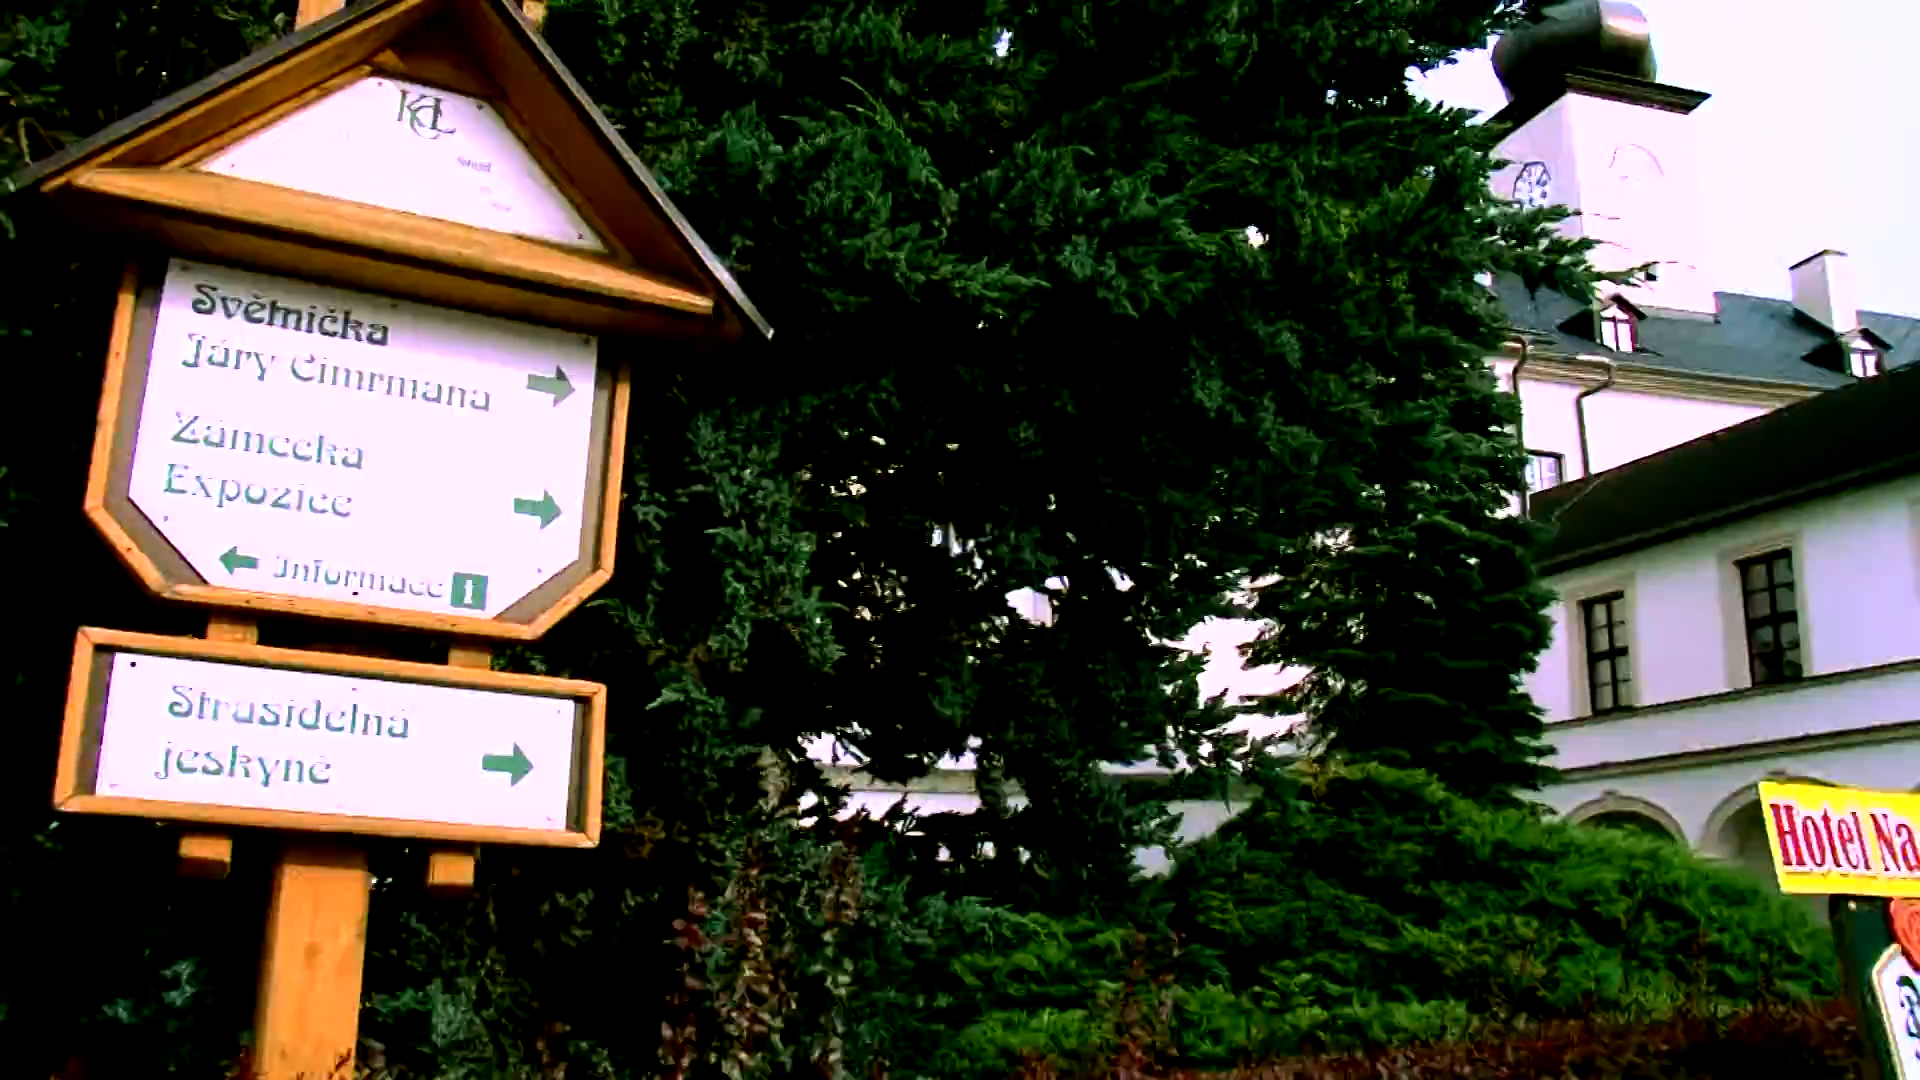 KCL
Světnička
Járy Cimrmana
Zámecká
Expozice
Informace i
Strašidelná
jeskyně
Hotel Na